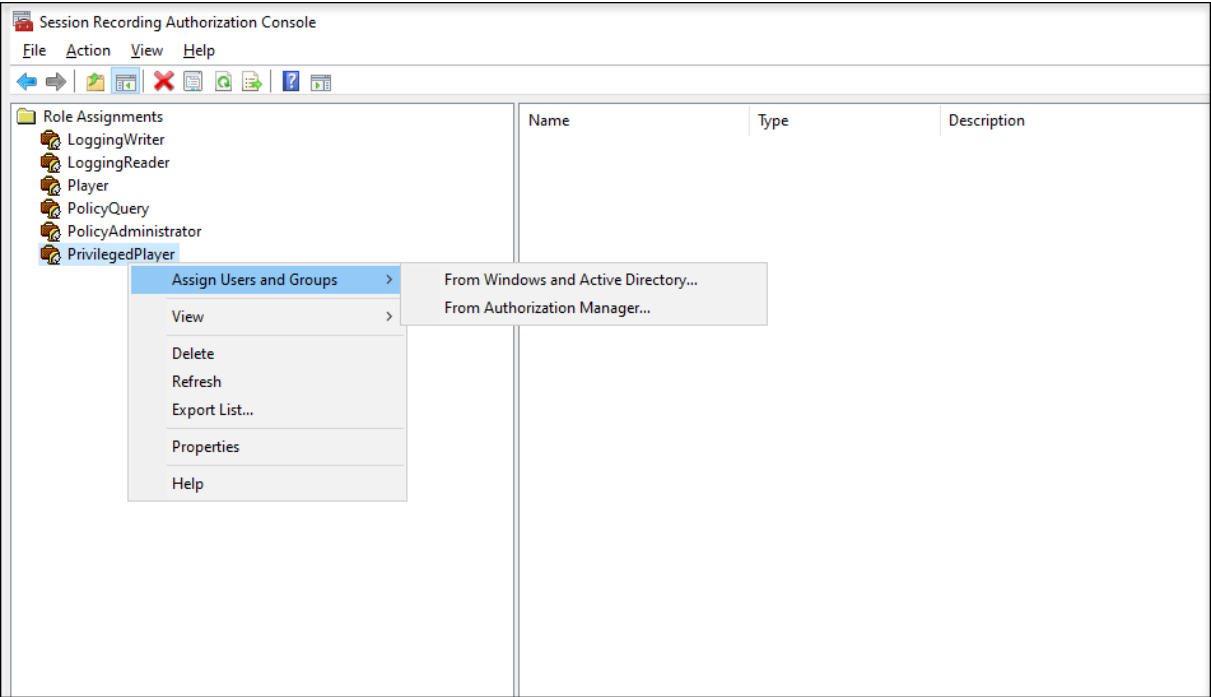 Session Recording Authorization Console
File Action View Help
Role Assignments
LoggingWriter
LoggingReader
Player
PolicyQuery
PolicyAdministrator
PrivilegedPlayer
Name Type Description
Assign Users and Groups
View
Delete
Refresh
Export List...
Properties
Help
From Windows and Active Directory...
From Authorization Manager...